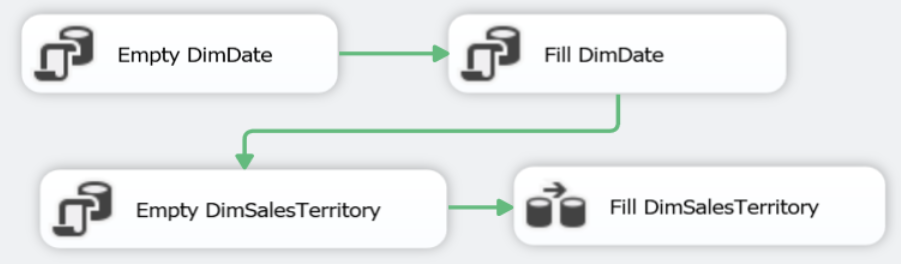 Empty DimDate
Fill DimDate
Empty DimSalesTerritory
Fill DimSalesTerritory